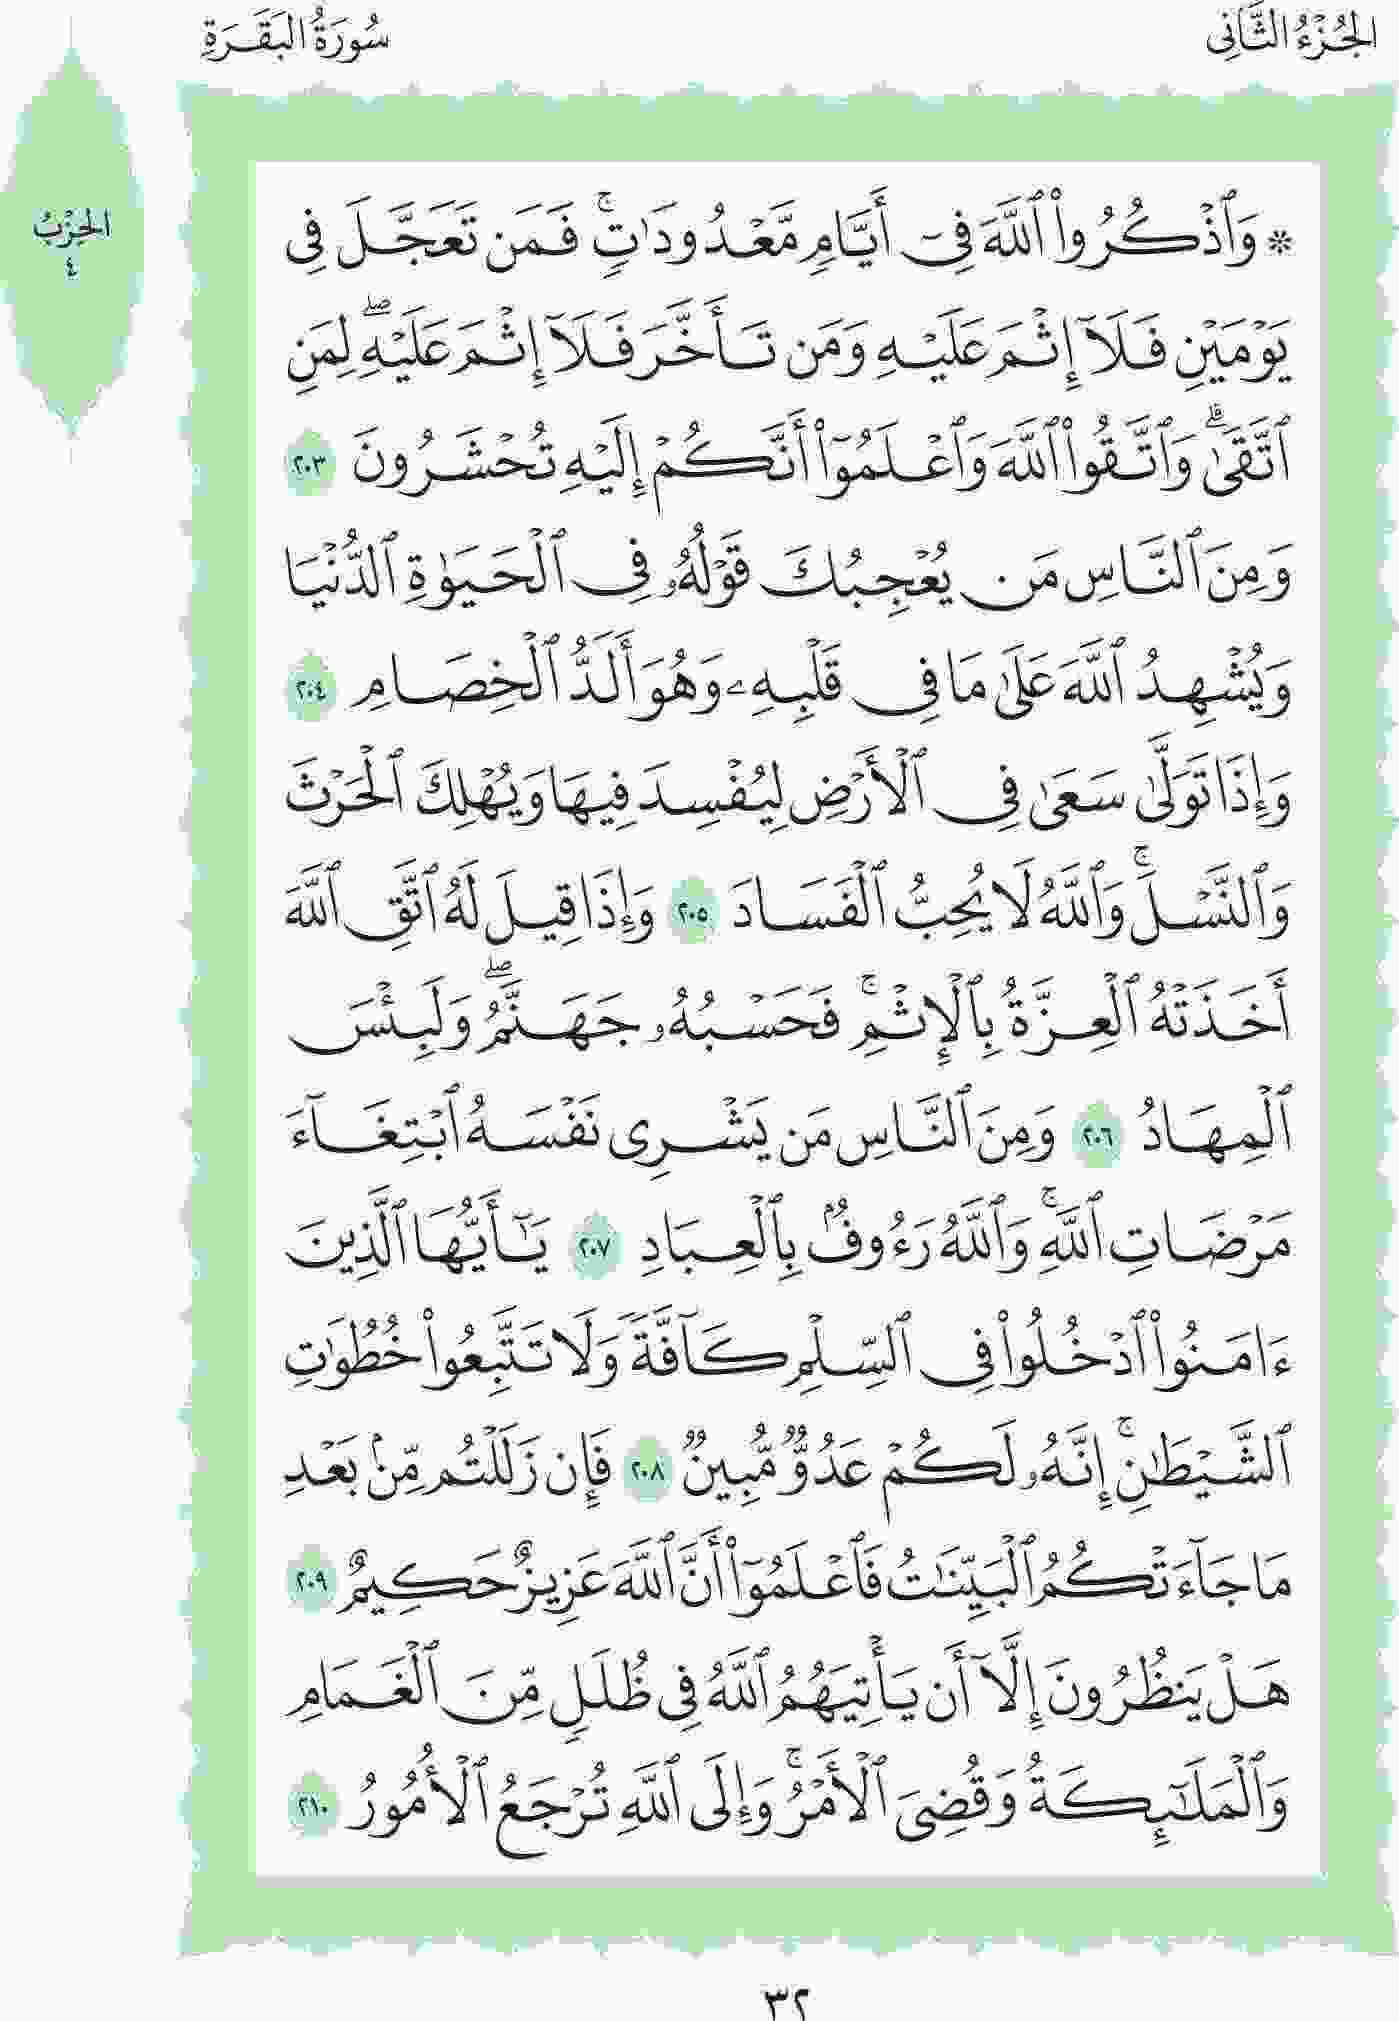 الجُزْءُ الثَّانِي
سُورَةُ البَقَرَةِ
الحِزْبُ
٤
۞ وَٱذْكُرُوا۟ ٱللَّهَ فِىٓ أَيَّامٍ مَّعْدُودَٰتٍ ۚ فَمَن تَعَجَّلَ فِى
يَوْمَيْنِ فَلَآ إِثْمَ عَلَيْهِ وَمَن تَأَخَّرَ فَلَآ إِثْمَ عَلَيْهِ ۖ لِمَنِ
ٱتَّقَىٰ ۗ وَٱتَّقُوا۟ ٱللَّهَ وَٱعْلَمُوٓا۟ أَنَّكُمْ إِلَيْهِ تُحْشَرُونَ ٢٠٣
وَمِنَ ٱلنَّاسِ مَن يُعْجِبُكَ قَوْلُهُۥ فِى ٱلْحَيَوٰةِ ٱلدُّنْيَا
وَيُشْهِدُ ٱللَّهَ عَلَىٰ مَا فِى قَلْبِهِۦ وَهُوَ أَلَدُّ ٱلْخِصَامِ ٢٠٤
وَإِذَا تَوَلَّىٰ سَعَىٰ فِى ٱلْأَرْضِ لِيُفْسِدَ فِيهَا وَيُهْلِكَ ٱلْحَرْثَ
وَٱلنَّسْلَ ۚ وَٱللَّهُ لَا يُحِبُّ ٱلْفَسَادَ ٢٠٥ وَإِذَا قِيلَ لَهُ ٱتَّقِ ٱللَّهَ
أَخَذَتْهُ ٱلْعِزَّةُ بِٱلْإِثْمِ ۚ فَحَسْبُهُۥ جَهَنَّمُ ۖ وَلَبِئْسَ
ٱلْمِهَادُ ٢٠٦ وَمِنَ ٱلنَّاسِ مَن يَشْرِى نَفْسَهُ ٱبْتِغَآءَ
مَرْضَاتِ ٱللَّهِ ۚ وَٱللَّهُ رَءُوفٌۢ بِٱلْعِبَادِ ٢٠٧ يَـٰٓأَيُّهَا ٱلَّذِينَ
ءَامَنُوا۟ ٱدْخُلُوا۟ فِى ٱلسِّلْمِ كَآفَّةً وَلَا تَتَّبِعُوا۟ خُطُوَٰتِ
ٱلشَّيْطَـٰنِ ۚ إِنَّهُۥ لَكُمْ عَدُوٌّ مُّبِينٌ ٢٠٨ فَإِن زَلَلْتُم مِّنۢ بَعْدِ
مَا جَآءَتْكُمُ ٱلْبَيِّنَـٰتُ فَٱعْلَمُوٓا۟ أَنَّ ٱللَّهَ عَزِيزٌ حَكِيمٌ ٢٠٩
هَلْ يَنظُرُونَ إِلَّآ أَن يَأْتِيَهُمُ ٱللَّهُ فِى ظُلَلٍ مِّنَ ٱلْغَمَامِ
وَٱلْمَلَـٰٓئِكَةُ وَقُضِىَ ٱلْأَمْرُ ۚ وَإِلَى ٱللَّهِ تُرْجَعُ ٱلْأُمُورُ ٢١٠
٣٢